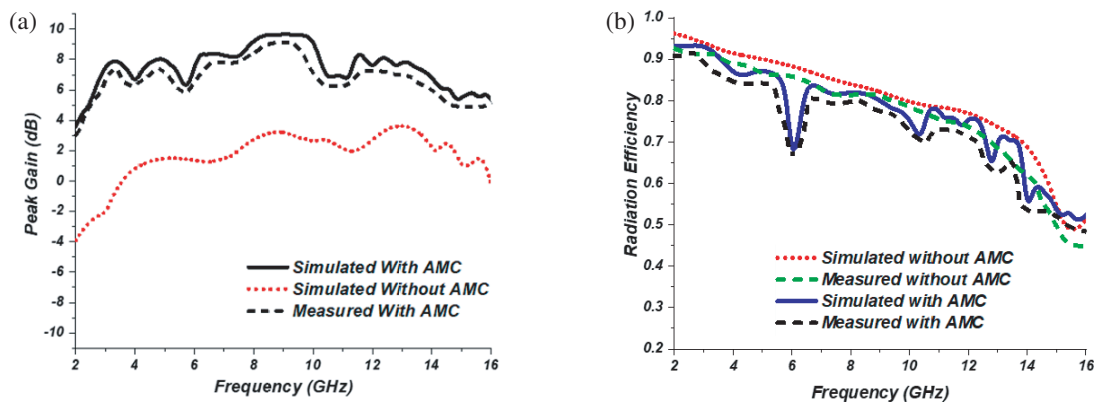 (a)
Peak Gain (dB)
10
8
6
4
2
0
-2
-4
-6
-8
-10
Simulated With AMC
Simulated Without AMC
Measured With AMC
2 4 6 8 10 12 14 16
Frequency (GHz)
(b)
Radiation Efficiency
1.0
0.9
0.8
0.7
0.6
0.5
0.4
0.3
0.2
Simulated without AMC
Measured without AMC
Simulated with AMC
Measured with AMC
2 4 6 8 10 12 14 16
Frequency (GHz)